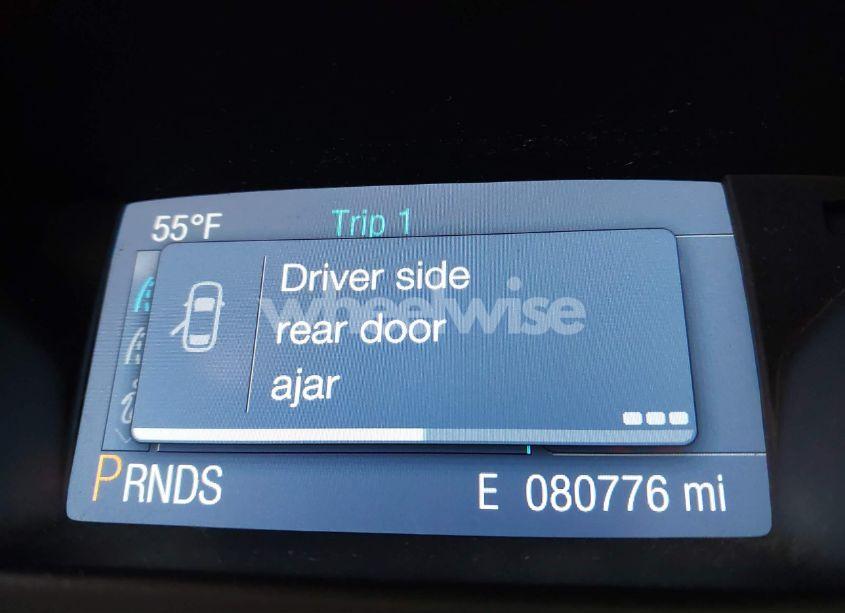 55°F Trip 1
Driver side
rear door
ajar
wheelwise
PRNDS E 080776 mi